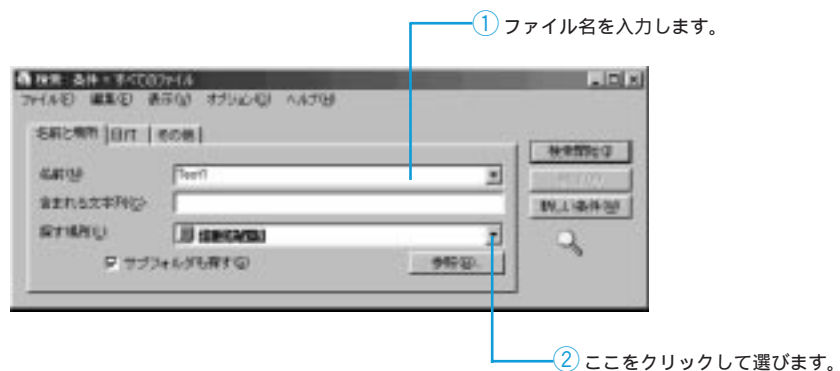 ① ファイル名を入力します。
検索: 条件 = すべてのファイル
ファイル(F) 編集(E) 表示(V) オプション(O) ヘルプ(H)
名前と場所 日付 その他
検索開始(I)
名前(N) Test1
含まれる文字列(C)
新しい条件(W)
探す場所(L)
サブフォルダも探す(S) 参照(B)...
② ここをクリックして選びます。